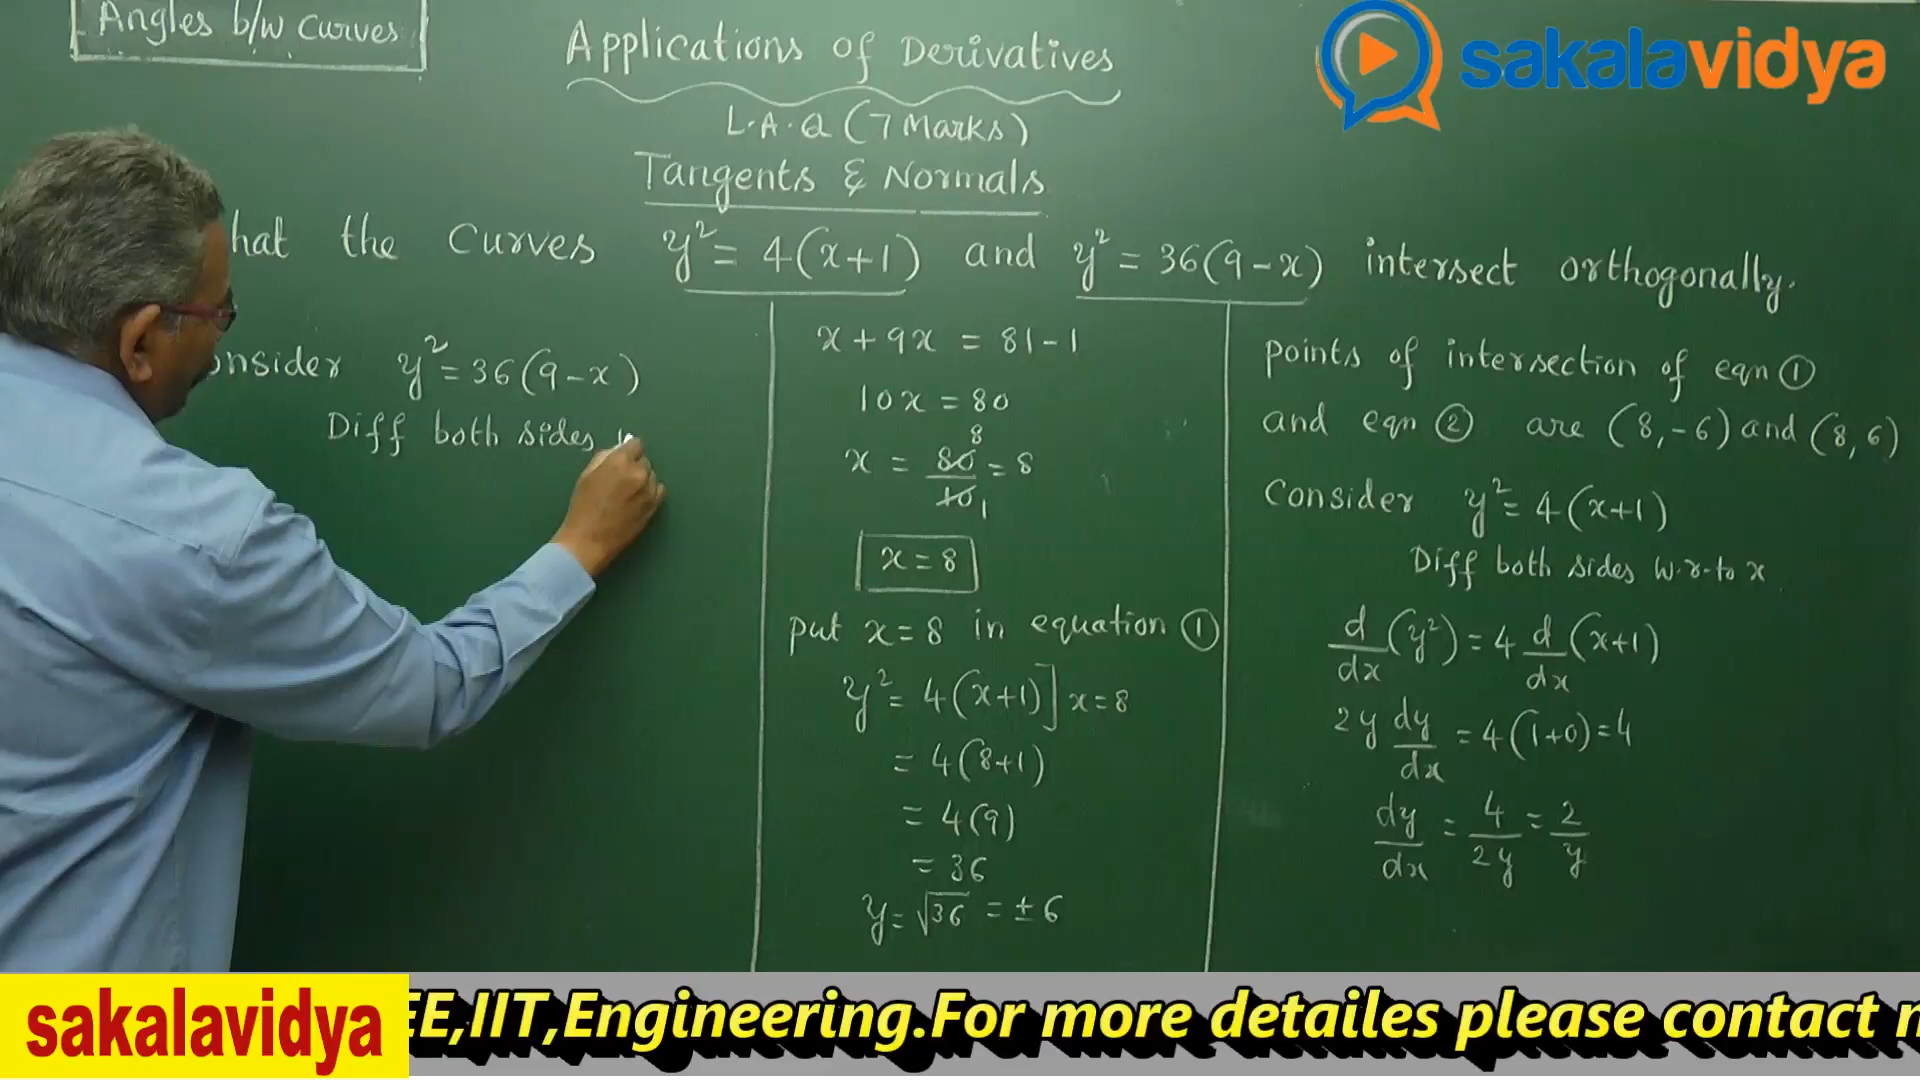 Angles b/w Curves
Applications of Derivatives
sakalavidya
L.A.Q (7 Marks)
Tangents & Normals
hat the Curves y² = 4(x+1) and y² = 36(9-x) intersect orthogonally.
onsider y² = 36(9-x)
Diff both sides
x + 9x = 81 - 1
10x = 80
x = 80/10 = 8
8
1
x = 8
put x = 8 in equation ①
y² = 4(x+1)] x = 8
= 4(8+1)
= 4(9)
= 36
y = √36 = ± 6
points of intersection of eqn ①
and eqn ② are (8, -6) and (8, 6)
Consider y² = 4(x+1)
Diff both sides w.r.to x
d/dx (y²) = 4 d/dx (x+1)
2y dy/dx = 4(1+0) = 4
dy/dx = 4/2y = 2/y
sakalavidya
EE,IIT,Engineering.For more detailes please contact